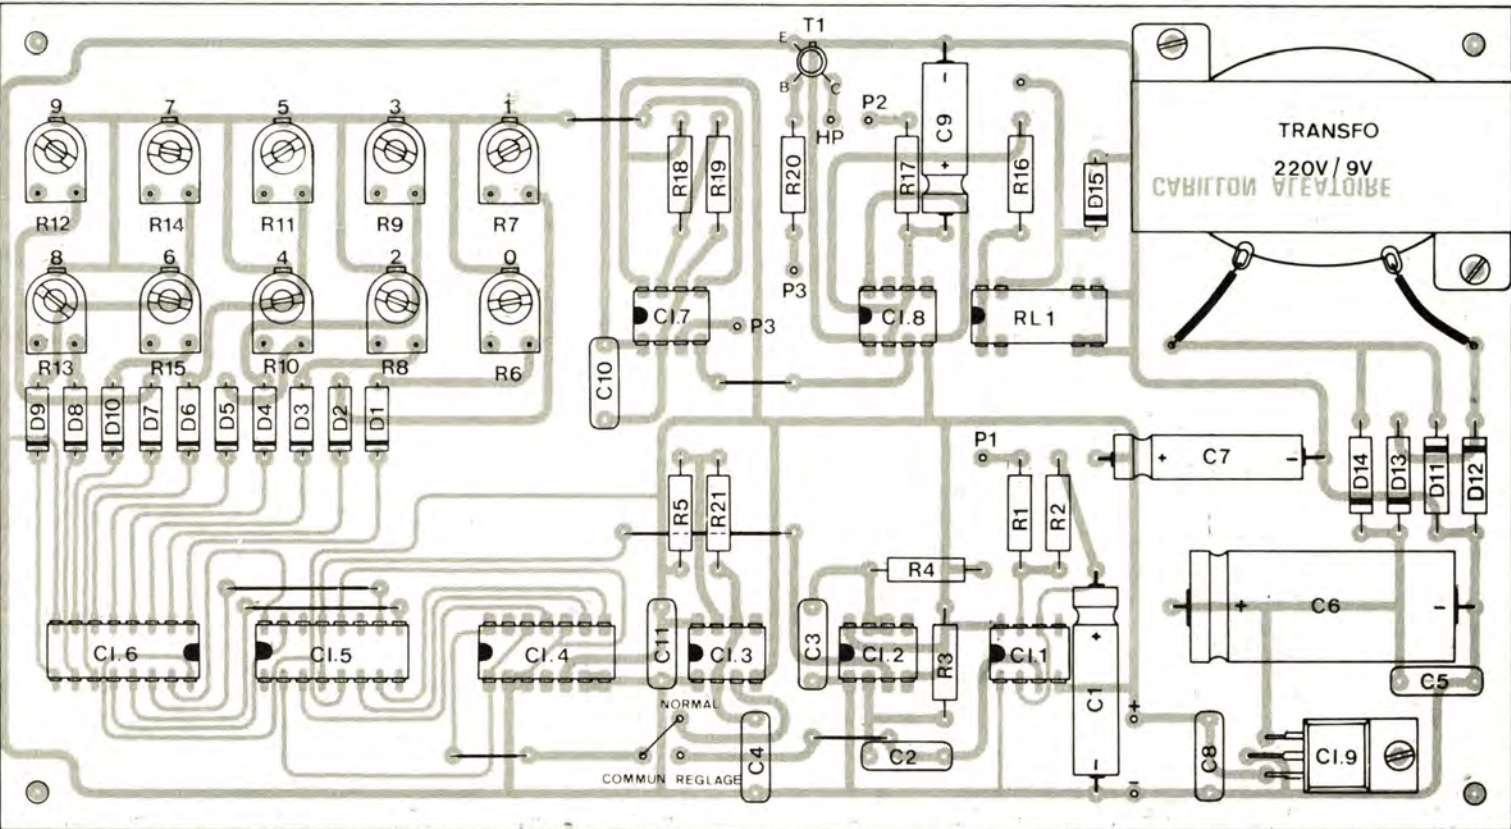 T1
E
B
C
HP
P2
C9
-
+
TRANSFO
220V/9V
CARILLON ALEATOIRE
9
7
5
3
1
R12
R14
R11
R9
R7
R18
R19
R20
R17
R16
D15
8
6
4
2
0
R13
R15
R10
R8
R6
P3
CI.7
P3
CI.8
RL1
C10
D9
D8
D10
D7
D6
D5
D4
D3
D2
D1
P1
+
C7
-
D14
D13
D11
D12
R5
R21
R1
R2
R4
+
C6
-
CI.6
CI.5
CI.4
C11
CI.3
C3
CI.2
R3
CI.1
+
C1
-
C5
NORMAL
COMMUN
REGLAGE
C4
C2
+
-
C8
CI.9